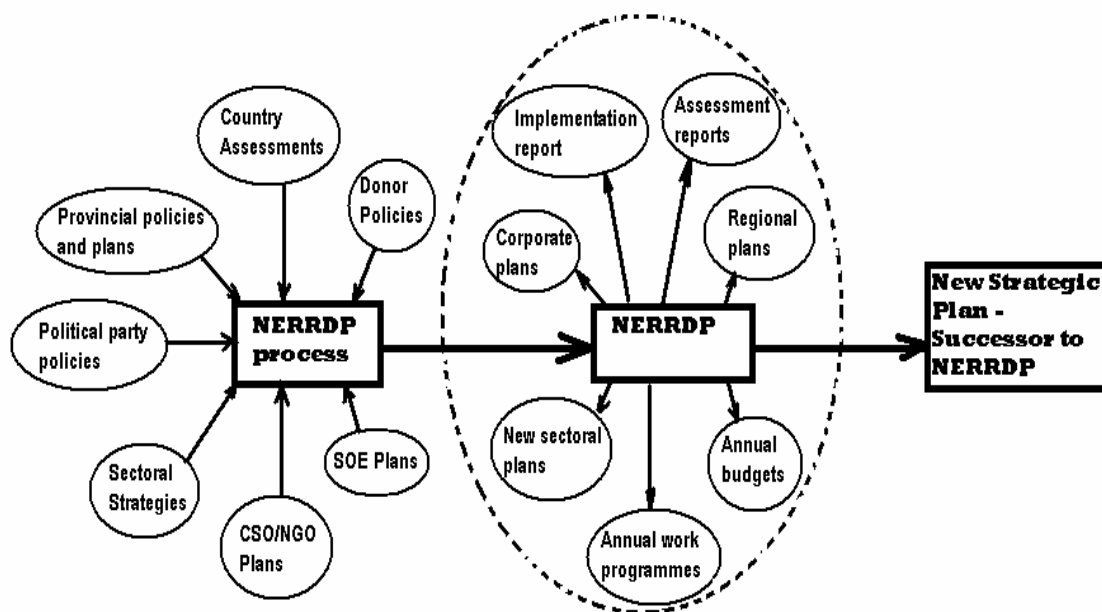 Country
Assessments
Donor
Policies
Provincial policies
and plans
Political party
policies
Sectoral
Strategies
CSO/NGO
Plans
SOE Plans
NERRDP
process
Implementation
report
Assessment
reports
Corporate
plans
Regional
plans
NERRDP
New sectoral
plans
Annual
budgets
Annual work
programmes
New Strategic
Plan -
Successor to
NERRDP